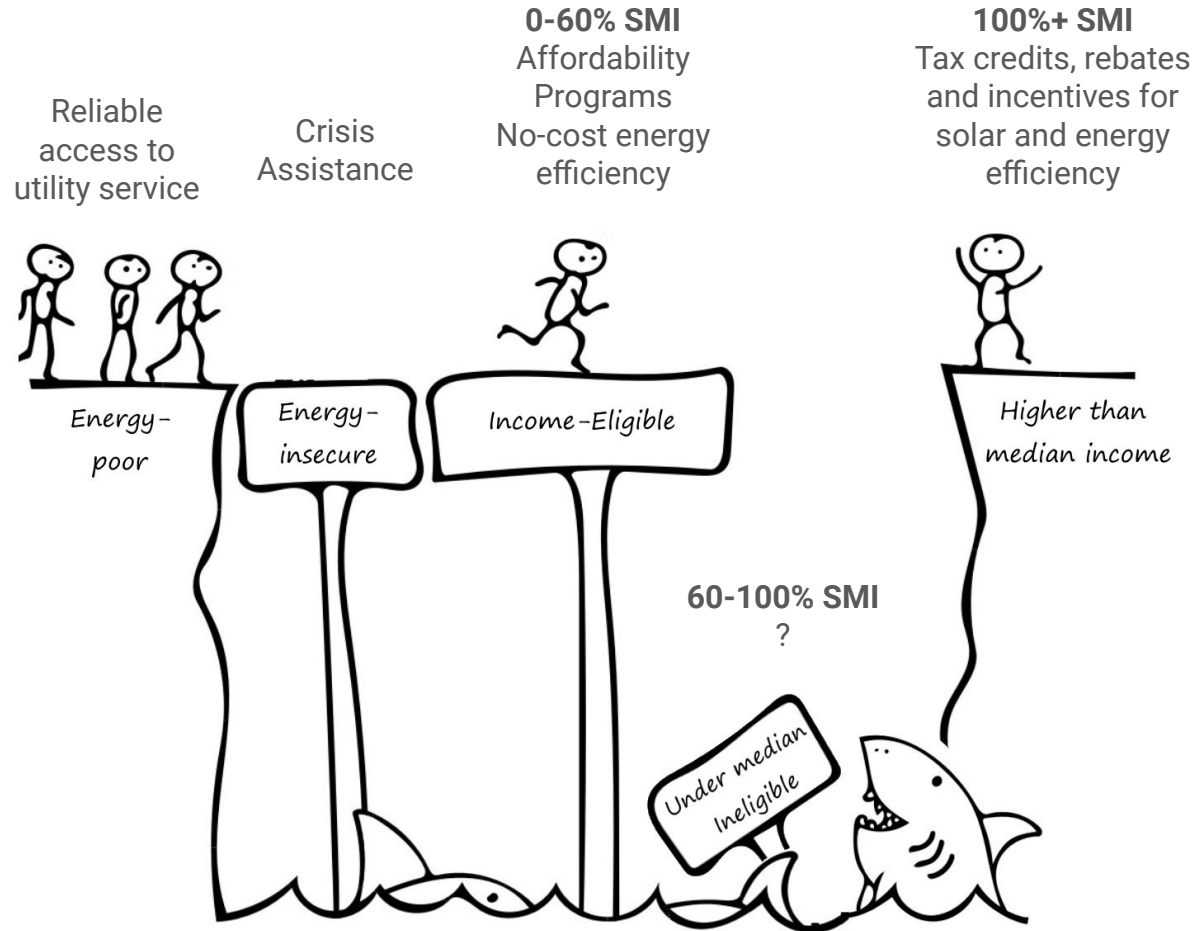 Reliable
access to
utility service
Crisis
Assistance
0-60% SMI
Affordability
Programs
No-cost energy
efficiency
100%+ SMI
Tax credits, rebates
and incentives for
solar and energy
efficiency
Energy-
poor
Energy-
insecure
Income-Eligible
Higher than
median income
60-100% SMI
?
Under median
Ineligible